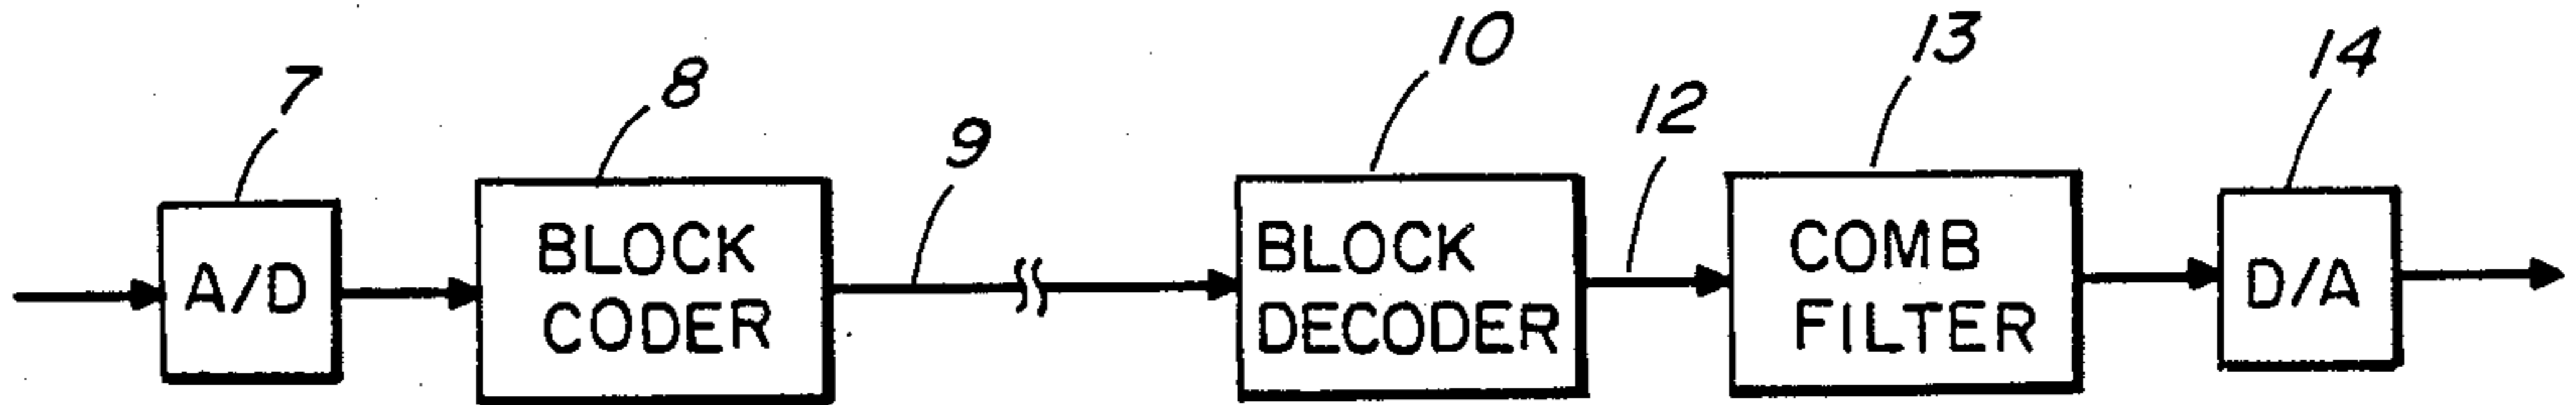 7
8
9
10
12
13
14
A/D
BLOCK
CODER
BLOCK
DECODER
COMB
FILTER
D/A